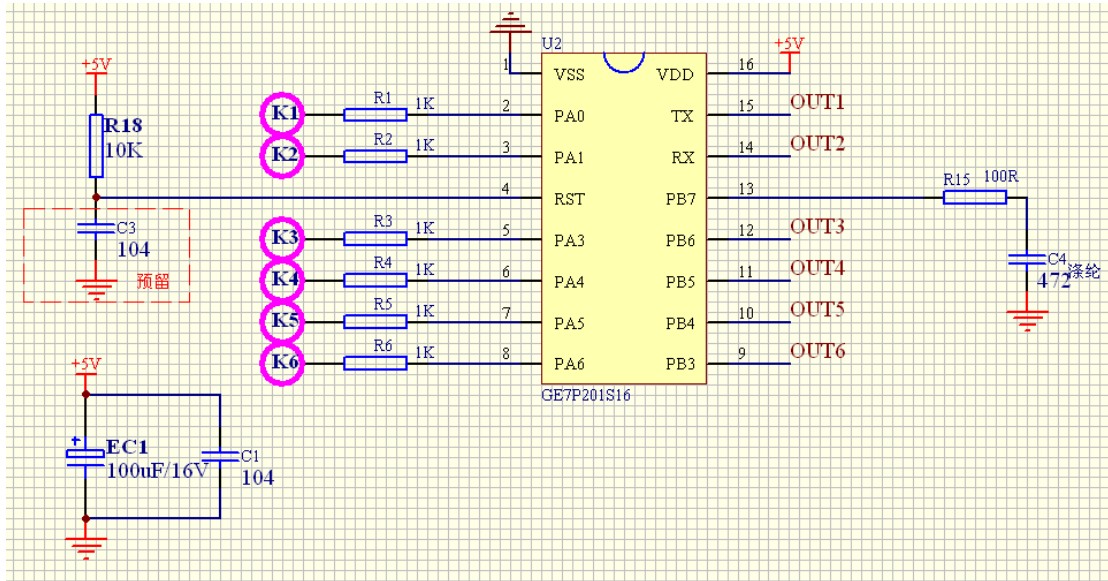 U2
+5V
1
VSS
VDD
16
+5V
K1
R1
1K
2
PA0
TX
15
OUT1
R18
10K
K2
R2
1K
3
PA1
RX
14
OUT2
4
RST
PB7
13
R15
100R
C3
104
预留
K3
R3
1K
5
PA3
PB6
12
OUT3
K4
R4
1K
6
PA4
PB5
11
OUT4
C4
472
涤纶
K5
R5
1K
7
PA5
PB4
10
OUT5
K6
R6
1K
8
PA6
PB3
9
OUT6
GE7P201S16
+5V
+
EC1
100uF/16V
C1
104